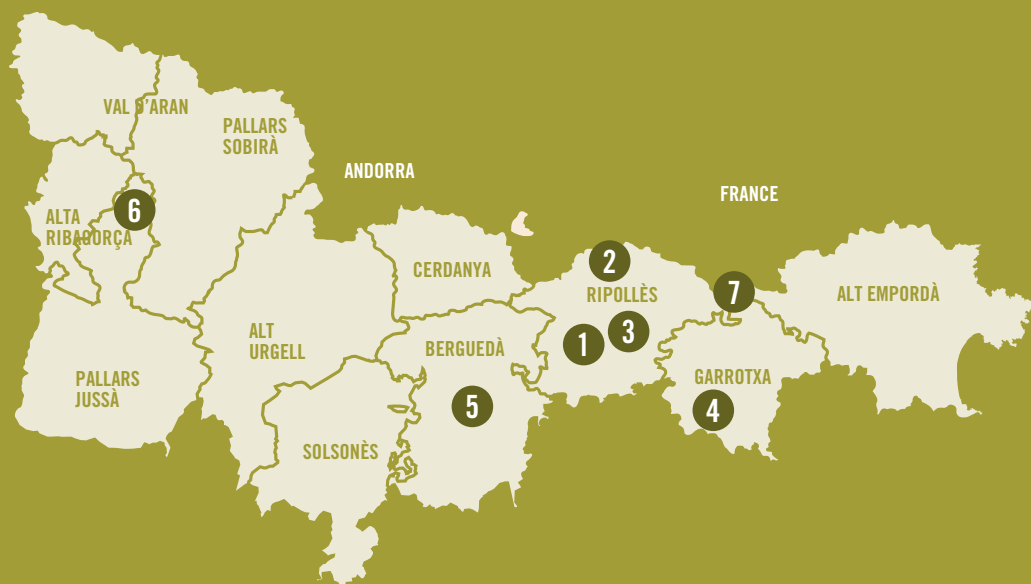 VAL D'ARAN
PALLARS
SOBIRÀ
ANDORRA
FRANCE
ALTA
RIBAGORÇA
6
2
CERDANYA
RIPOLLÈS
7
ALT EMPORDÀ
ALT
URGELL
1
3
BERGUEDÀ
PALLARS
JUSSÀ
GARROTXA
5
4
SOLSONÈS